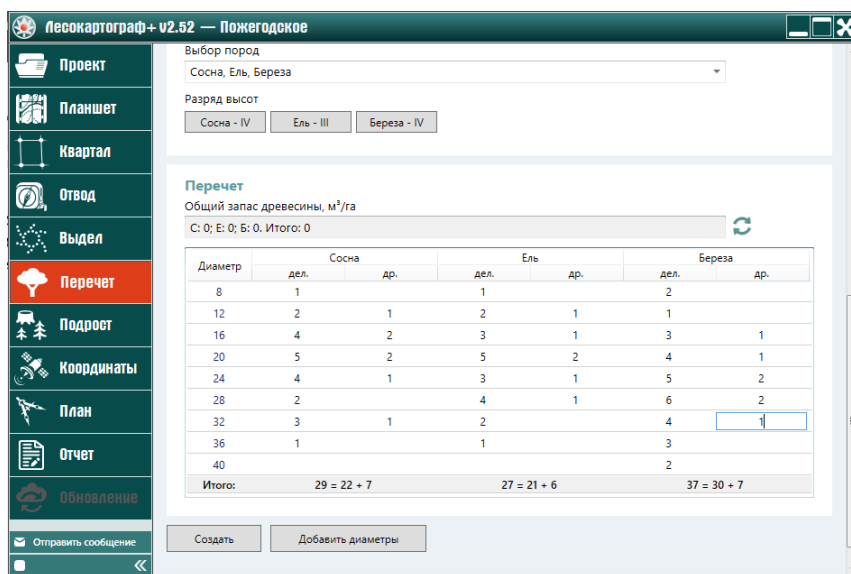 Лесокартограф+ v2.52 — Пожегодское
Проект
Планшет
Квартал
Отвод
Выдел
Перечет
Подрост
Координаты
План
Отчет
Обновление
Отправить сообщение
Выбор пород
Сосна, Ель, Береза
Разряд высот
Сосна - IV Ель - III Береза - IV
Перечет
Общий запас древесины, м³/га
С: 0; Е: 0; Б: 0. Итого: 0
Диаметр Сосна Ель Береза
дел. др. дел. др. дел. др.
8 1 1 2
12 2 1 2 1 1
16 4 2 3 1 3 1
20 5 2 5 2 4 1
24 4 1 3 1 5 2
28 2 4 1 6 2
32 3 1 2 4 1
36 1 1 3
40 2
Итого: 29 = 22 + 7 27 = 21 + 6 37 = 30 + 7
Создать Добавить диаметры